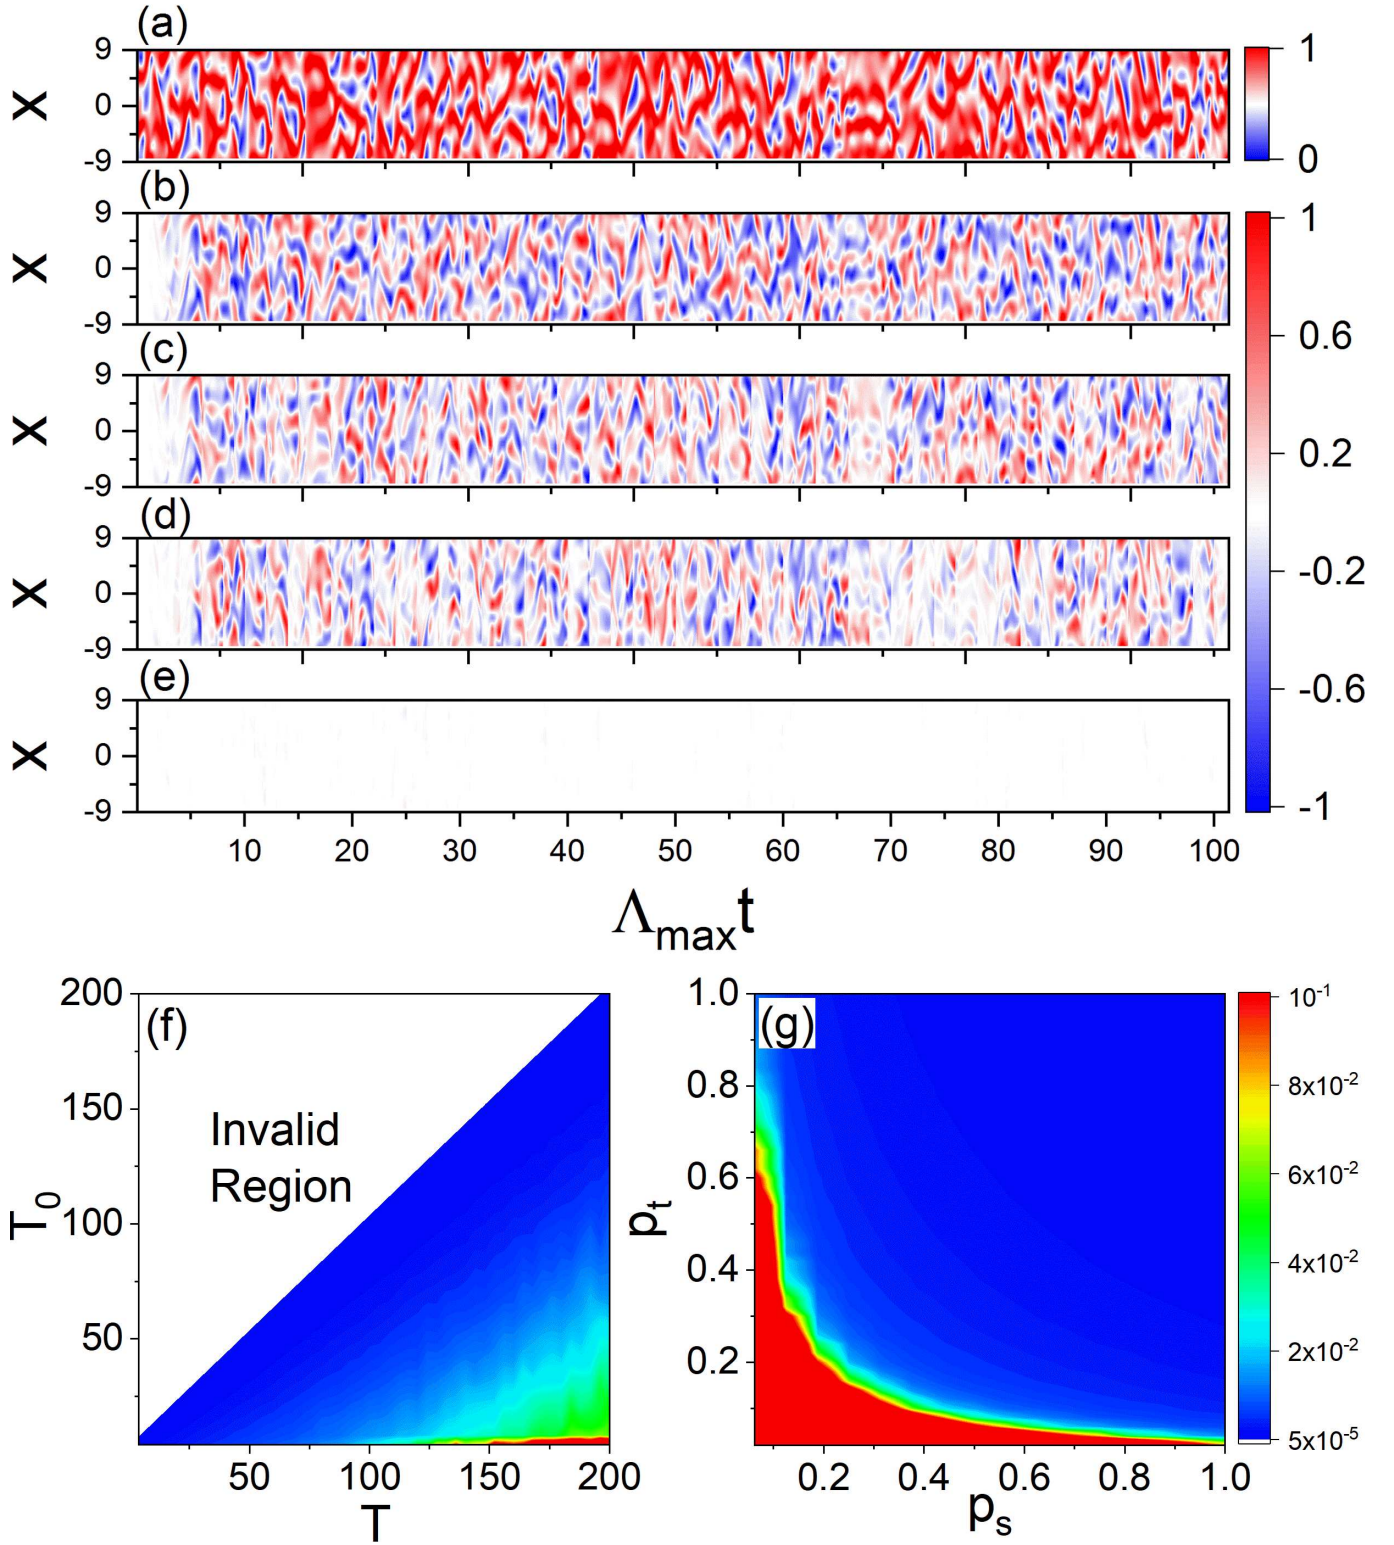 (a)
9
0
-9
X
1
0
(b)
9
0
-9
X
(c)
9
0
-9
X
(d)
9
0
-9
X
(e)
9
0
-9
X
1
0.6
0.2
-0.2
-0.6
-1
10 20 30 40 50 60 70 80 90 100
Λmaxt
(f)
200
150
100
50
T0
Invalid
Region
50 100 150 200
T
(g)
1.0
0.8
0.6
0.4
0.2
pt
0.2 0.4 0.6 0.8 1.0
ps
10-1
8x10-2
6x10-2
4x10-2
2x10-2
5x10-5